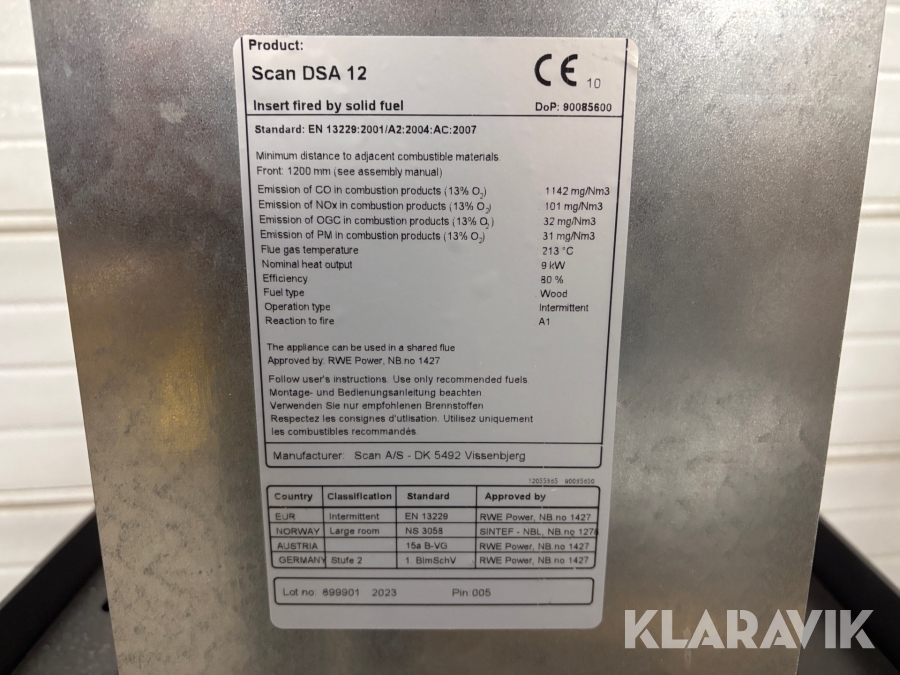 Product:
Scan DSA 12
CE 10
Insert fired by solid fuel
DoP: 90085600
Standard: EN 13229:2001/A2:2004:AC:2007
Minimum distance to adjacent combustible materials
Front: 1200 mm (see assembly manual)
Emission of CO in combustion products (13% O2) 1142 mg/Nm3
Emission of NOx in combustion products (13% O2) 101 mg/Nm3
Emission of OGC in combustion products (13% O2) 32 mg/Nm3
Emission of PM in combustion products (13% O2) 31 mg/Nm3
Flue gas temperature 213 °C
Nominal heat output 9 kW
Efficiency 80 %
Fuel type Wood
Operation type Intermittent
Reaction to fire A1
The appliance can be used in a shared flue
Approved by: RWE Power, NB.no 1427
Follow user's instructions. Use only recommended fuels.
Montage- und Bedienungsanleitung beachten.
Verwenden Sie nur empfohlenen Brennstoffen
Respectez les consignes d'utlisation. Utilisez uniquement
les combustibles recommandés.
Manufacturer: Scan A/S - DK 5492 Vissenbjerg
90085600
Country Classification Standard Approved by
EUR Intermittent EN 13229 RWE Power, NB.no 1427
NORWAY Large room NS 3058 SINTEF - NBL, NB.no 1276
AUSTRIA 15a B-VG RWE Power, NB.no 1427
GERMANY Stufe 2 1. BlmSchV RWE Power, NB.no 1427
Lot no: 899901 2023 Pin:005
KLARAVIK